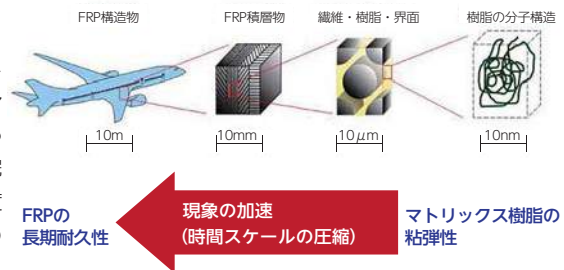 FRP構造物
FRP積層物
繊維・樹脂・界面
樹脂の分子構造
10m
10mm
10μm
10nm
FRPの
長期耐久性
現象の加速
(時間スケールの圧縮)
マトリックス樹脂の
粘弾性